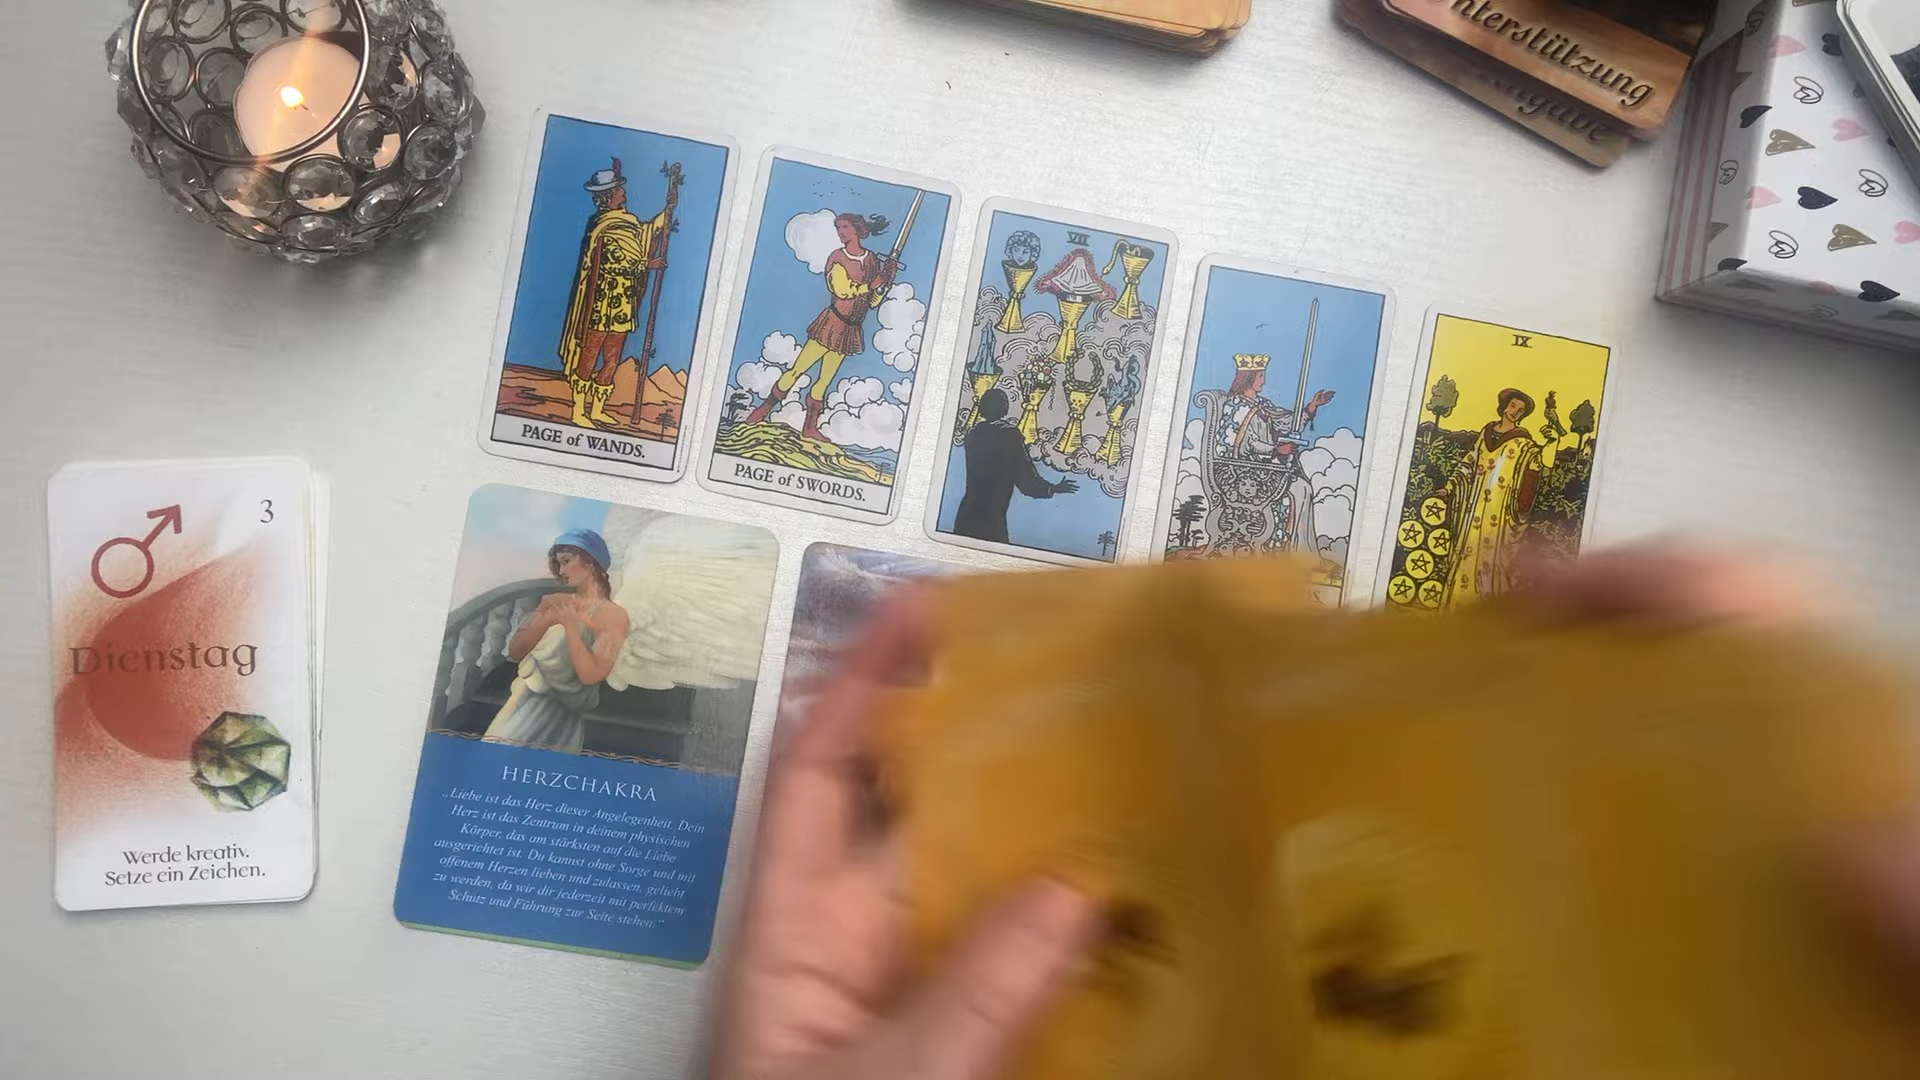 Unterstützung
PAGE of WANDS.
PAGE of SWORDS.
VII
IX
3
Dienstag
Werde kreativ.
Setze ein Zeichen.
HERZCHAKRA
„Liebe ist das Herz dieser Angelegenheit. Dein
Herz ist das Zentrum in deinem physischen
Körper, das am stärksten auf die Liebe
ausgerichtet ist. Du kannst ohne Sorge und mit
offenem Herzen lieben und zulassen, geliebt
zu werden, da wir dir jederzeit mit perfektem
Schutz und Führung zur Seite stehen.“